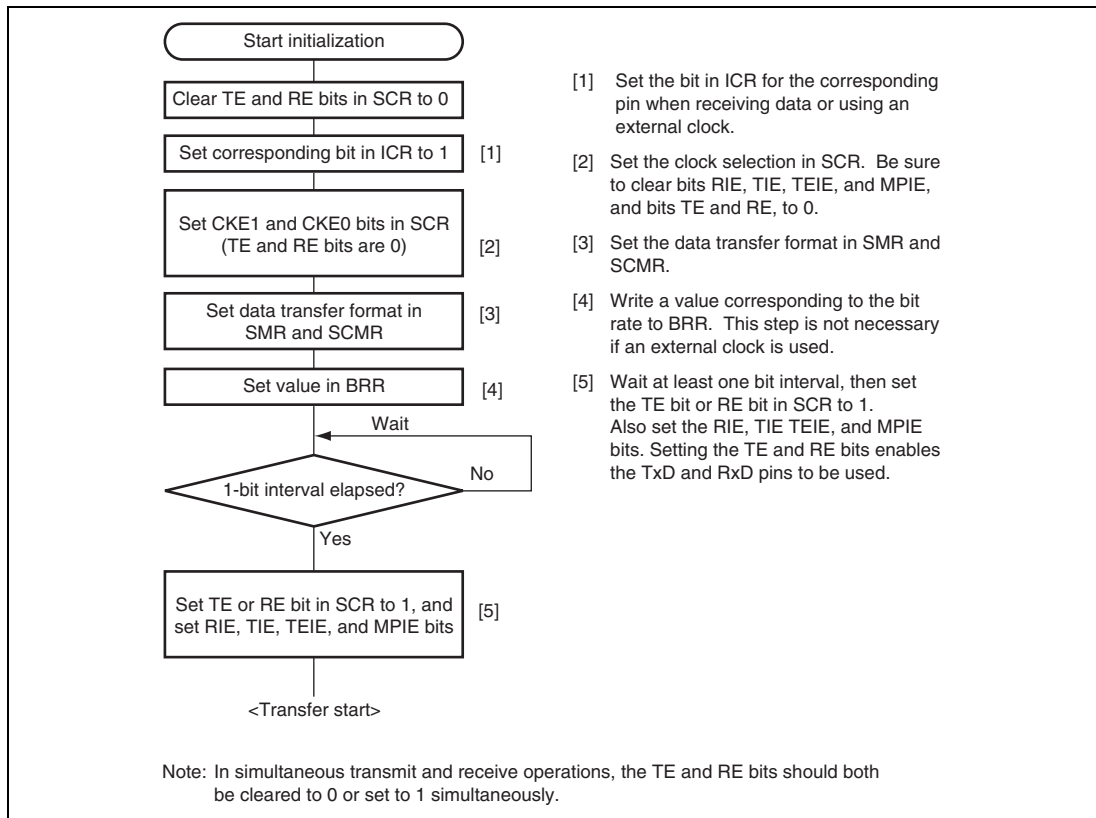 Start initialization
Clear TE and RE bits in SCR to 0
Set corresponding bit in ICR to 1
[1]
Set CKE1 and CKE0 bits in SCR
(TE and RE bits are 0)
[2]
Set data transfer format in
SMR and SCMR
[3]
Set value in BRR
[4]
Wait
No
1-bit interval elapsed?
Yes
Set TE or RE bit in SCR to 1, and
set RIE, TIE, TEIE, and MPIE bits
[5]
<Transfer start>
[1] Set the bit in ICR for the corresponding
pin when receiving data or using an
external clock.
[2] Set the clock selection in SCR. Be sure
to clear bits RIE, TIE, TEIE, and MPIE,
and bits TE and RE, to 0.
[3] Set the data transfer format in SMR and
SCMR.
[4] Write a value corresponding to the bit
rate to BRR. This step is not necessary
if an external clock is used.
[5] Wait at least one bit interval, then set
the TE bit or RE bit in SCR to 1.
Also set the RIE, TIE TEIE, and MPIE
bits. Setting the TE and RE bits enables
the TxD and RxD pins to be used.
Note: In simultaneous transmit and receive operations, the TE and RE bits should both
be cleared to 0 or set to 1 simultaneously.